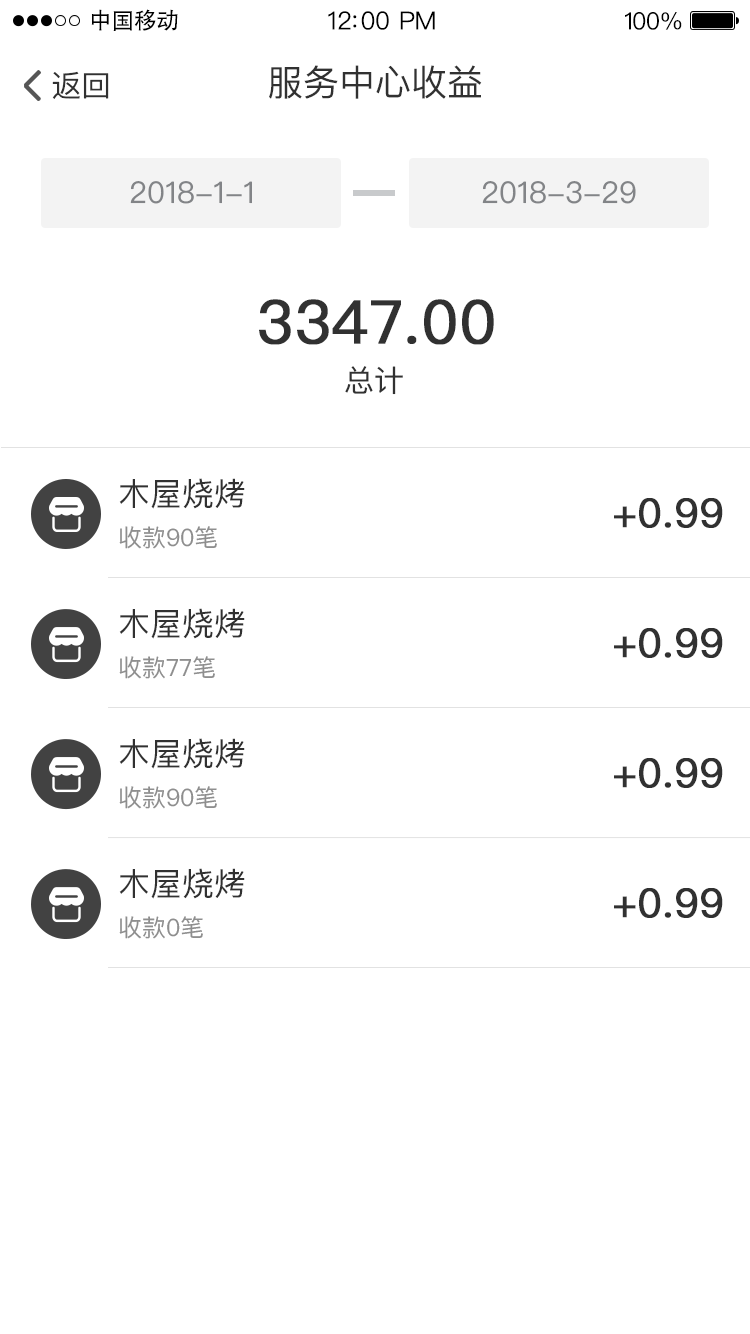 中国移动 12:00 PM 100%
返回 服务中心收益
2018-1-1 2018-3-29
3347.00
总计
木屋烧烤
收款90笔
+0.99
木屋烧烤
收款77笔
+0.99
木屋烧烤
收款90笔
+0.99
木屋烧烤
收款0笔
+0.99